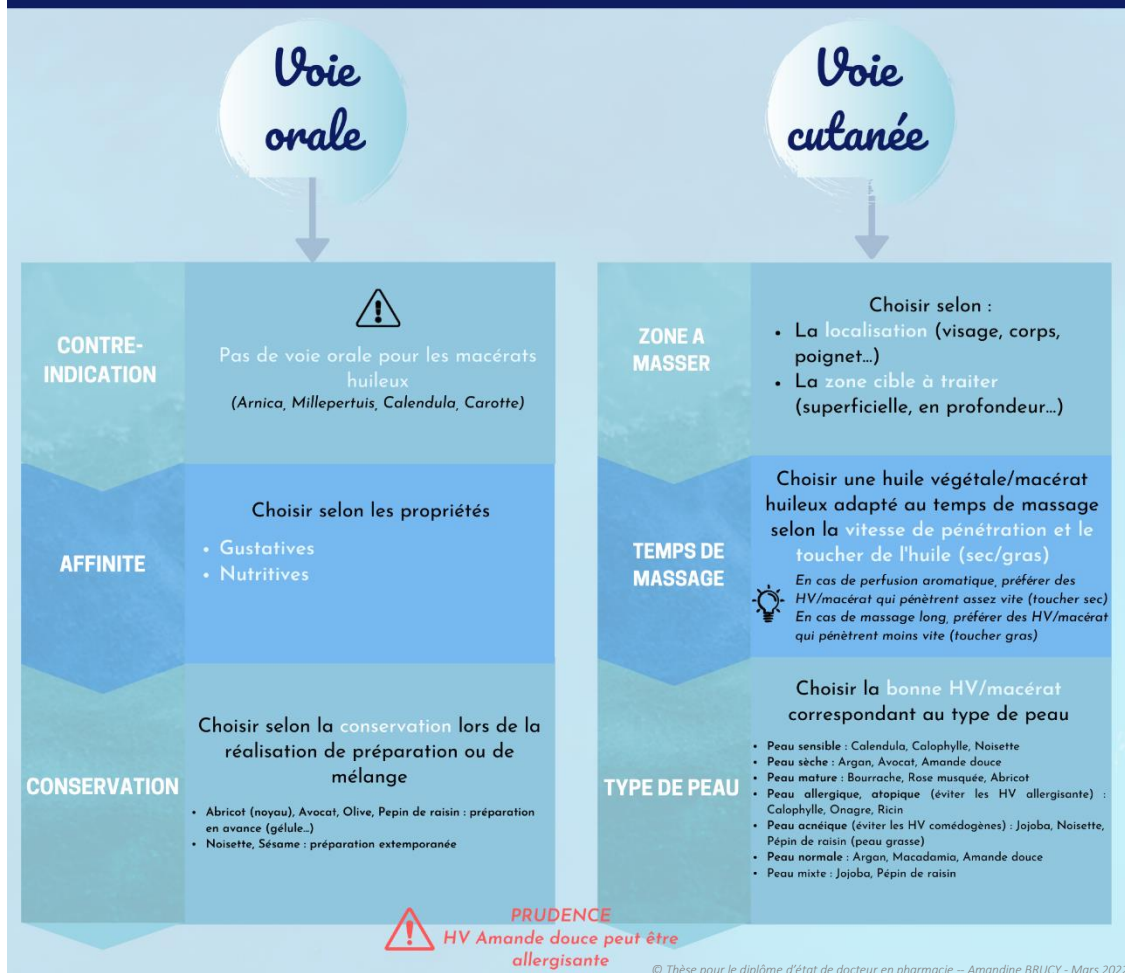 Voie
orale
CONTRE-
INDICATION
Pas de voie orale pour les macérats
huileux
(Arnica, Millepertuis, Calendula, Carotte)
AFFINITE
Choisir selon les propriétés
• Gustatives
• Nutritives
CONSERVATION
Choisir selon la conservation lors de la
réalisation de préparation ou de
mélange
• Abricot (noyau), Avocat, Olive, Pepin de raisin : préparation
en avance (gélule...)
• Noisette, Sésame : préparation extemporanée
Voie
cutanée
ZONE A
MASSER
Choisir selon :
• La localisation (visage, corps,
poignet...)
• La zone cible à traiter
(superficielle, en profondeur...)
TEMPS DE
MASSAGE
Choisir une huile végétale/macérat
huileux adapté au temps de massage
selon la vitesse de pénétration et le
toucher de l'huile (sec/gras)
En cas de perfusion aromatique, préférer des
HV/macérat qui pénètrent assez vite (toucher sec)
En cas de massage long, préférer des HV/macérat
qui pénètrent moins vite (toucher gras)
TYPE DE PEAU
Choisir la bonne HV/macérat
correspondant au type de peau
• Peau sensible : Calendula, Calophylle, Noisette
• Peau sèche : Argan, Avocat, Amande douce
• Peau mature : Bourrache, Rose musquée, Abricot
• Peau allergique, atopique (éviter les HV allergisante) :
Calophylle, Onagre, Ricin
• Peau acnéique (éviter les HV comédogènes) : Jojoba, Noisette,
Pépin de raisin (peau grasse)
• Peau normale : Argan, Macadamia, Amande douce
• Peau mixte : Jojoba, Pépin de raisin
PRUDENCE
HV Amande douce peut être
allergisante
© Thèse pour le diplôme d'état de docteur en pharmacie – Amandine BRUCY - Mars